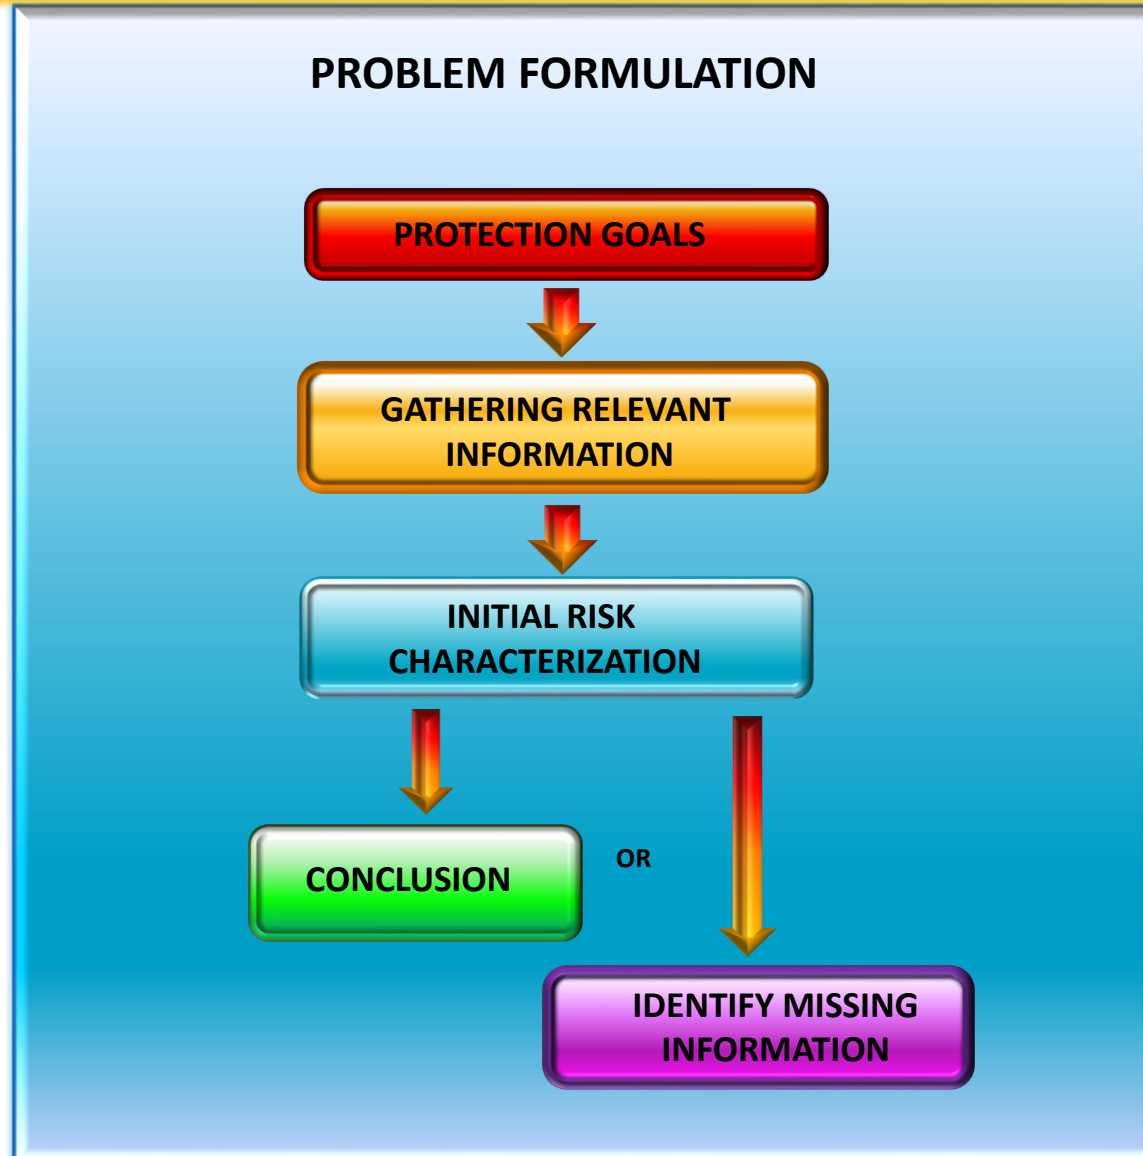 PROBLEM FORMULATION
PROTECTION GOALS
GATHERING RELEVANT
INFORMATION
INITIAL RISK
CHARACTERIZATION
CONCLUSION
OR
IDENTIFY MISSING
INFORMATION